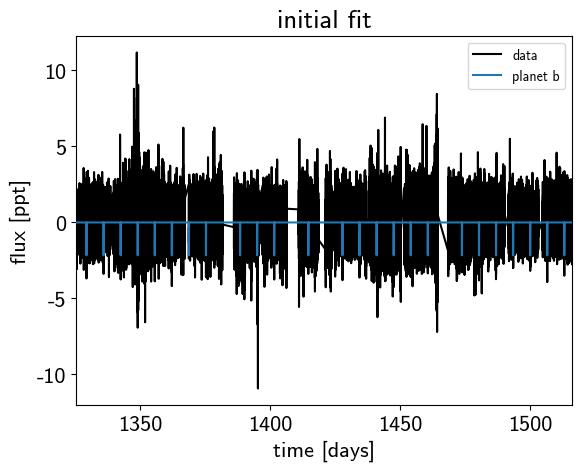 initial fit
data
planet b
flux [ppt]
10
5
0
-5
-10
1350
1400
1450
1500
time [days]